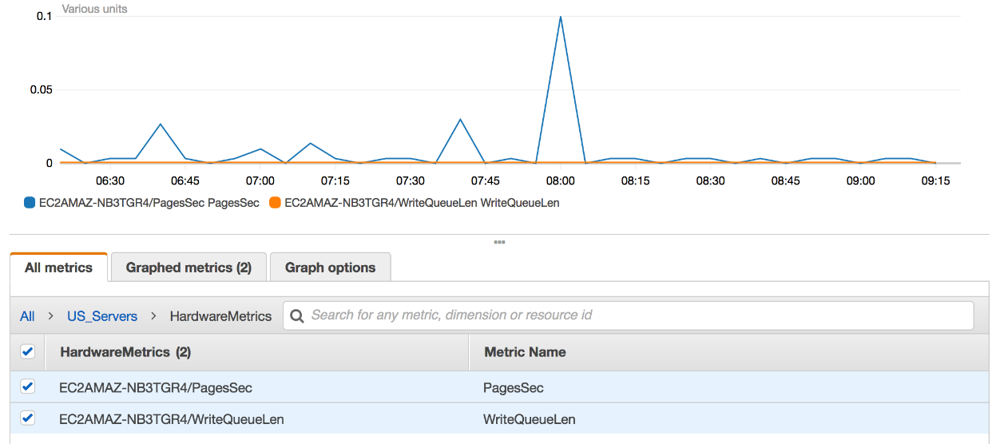 Various units
0.1
0.05
0
06:30 06:45 07:00 07:15 07:30 07:45 08:00 08:15 08:30 08:45 09:00 09:15
EC2AMAZ-NB3TGR4/PagesSec PagesSec EC2AMAZ-NB3TGR4/WriteQueueLen WriteQueueLen
All metrics Graphed metrics (2) Graph options
All > US_Servers > HardwareMetrics Search for any metric, dimension or resource id
HardwareMetrics (2) Metric Name
EC2AMAZ-NB3TGR4/PagesSec PagesSec
EC2AMAZ-NB3TGR4/WriteQueueLen WriteQueueLen